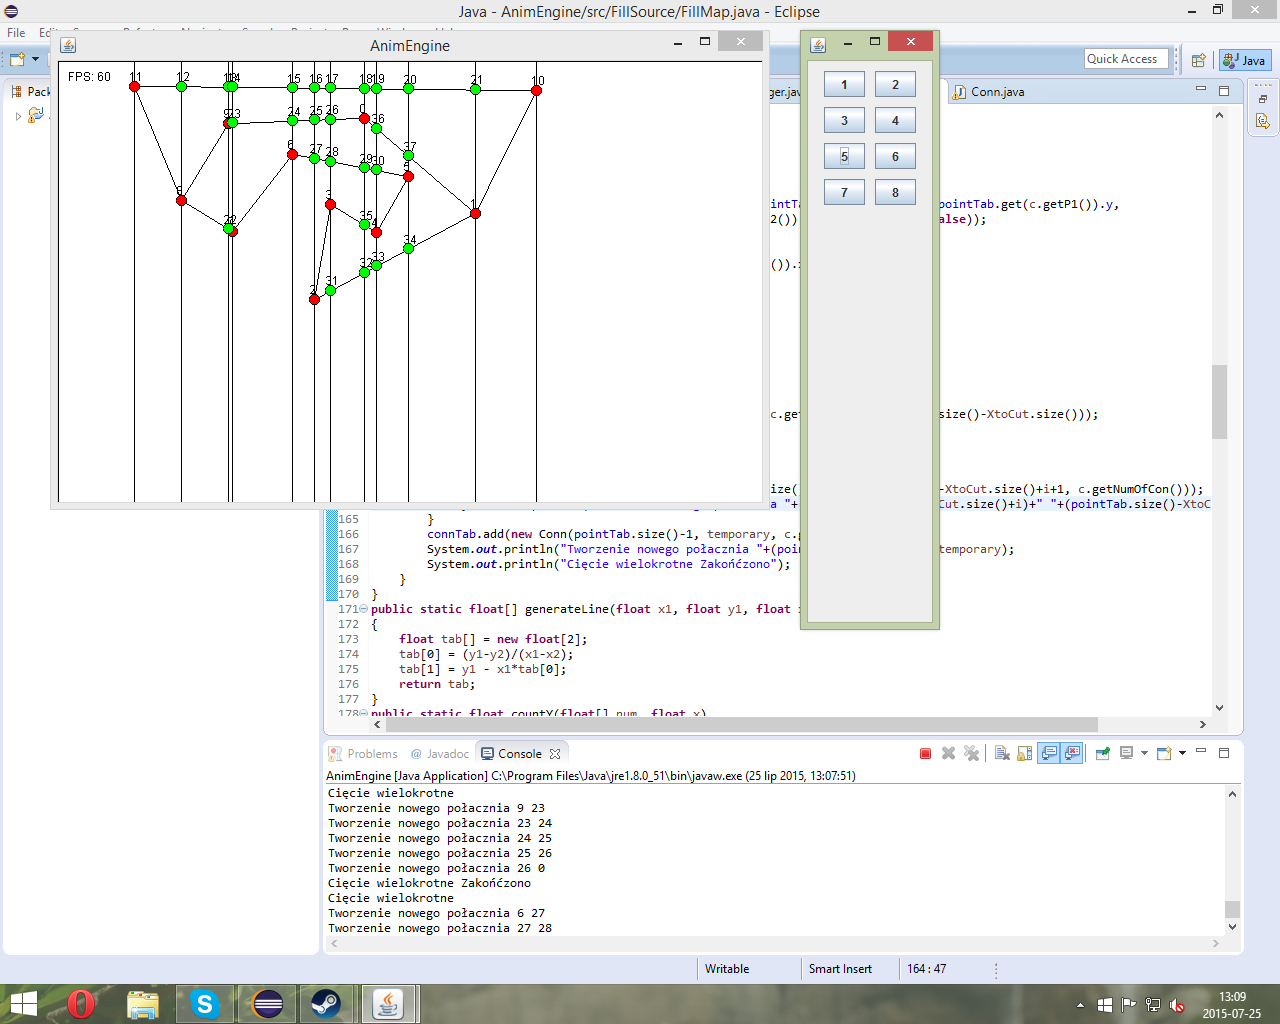 Java - AnimEngine/src/FillSource/FillMap.java - Eclipse
File
AnimEngine
FPS: 60
11
12
14
15
16
17
18
19
20
21
10
23
24
25
26
0
36
37
6
27
28
29
30
5
3
35
4
1
22
34
33
32
31
2
1
2
3
4
5
6
7
8
Quick Access
Java
Pack
ger.jav
Conn.java
pointTab.get(c.getP1()).y,
2())
alse));
()).
c.get
size()-XtoCut.size()));
ize()
-XtoCut.size()+i+1, c.getNumOfCon()));
a "+
Cut.size()+i)+" "+(pointTab.size()-XtoC
165 }
166 connTab.add(new Conn(pointTab.size()-1, temporary, c.g
167 System.out.println("Tworzenie nowego połacznia "+(poin
temporary);
168 System.out.println("Cięcie wielokrotne Zakońćzono");
169 }
170 }
171 public static float[] generateLine(float x1, float y1, float
172 {
173 float tab[] = new float[2];
174 tab[0] = (y1-y2)/(x1-x2);
175 tab[1] = y1 - x1*tab[0];
176 return tab;
177 }
178 public static float countY(float[] num, float x)
Problems
@ Javadoc
Console
AnimEngine [Java Application] C:\Program Files\Java\jre1.8.0_51\bin\javaw.exe (25 lip 2015, 13:07:51)
Cięcie wielokrotne
Tworzenie nowego połacznia 9 23
Tworzenie nowego połacznia 23 24
Tworzenie nowego połacznia 24 25
Tworzenie nowego połacznia 25 26
Tworzenie nowego połacznia 26 0
Cięcie wielokrotne Zakońćzono
Cięcie wielokrotne
Tworzenie nowego połacznia 6 27
Tworzenie nowego połacznia 27 28
Writable
Smart Insert
164 : 47
13:09
2015-07-25